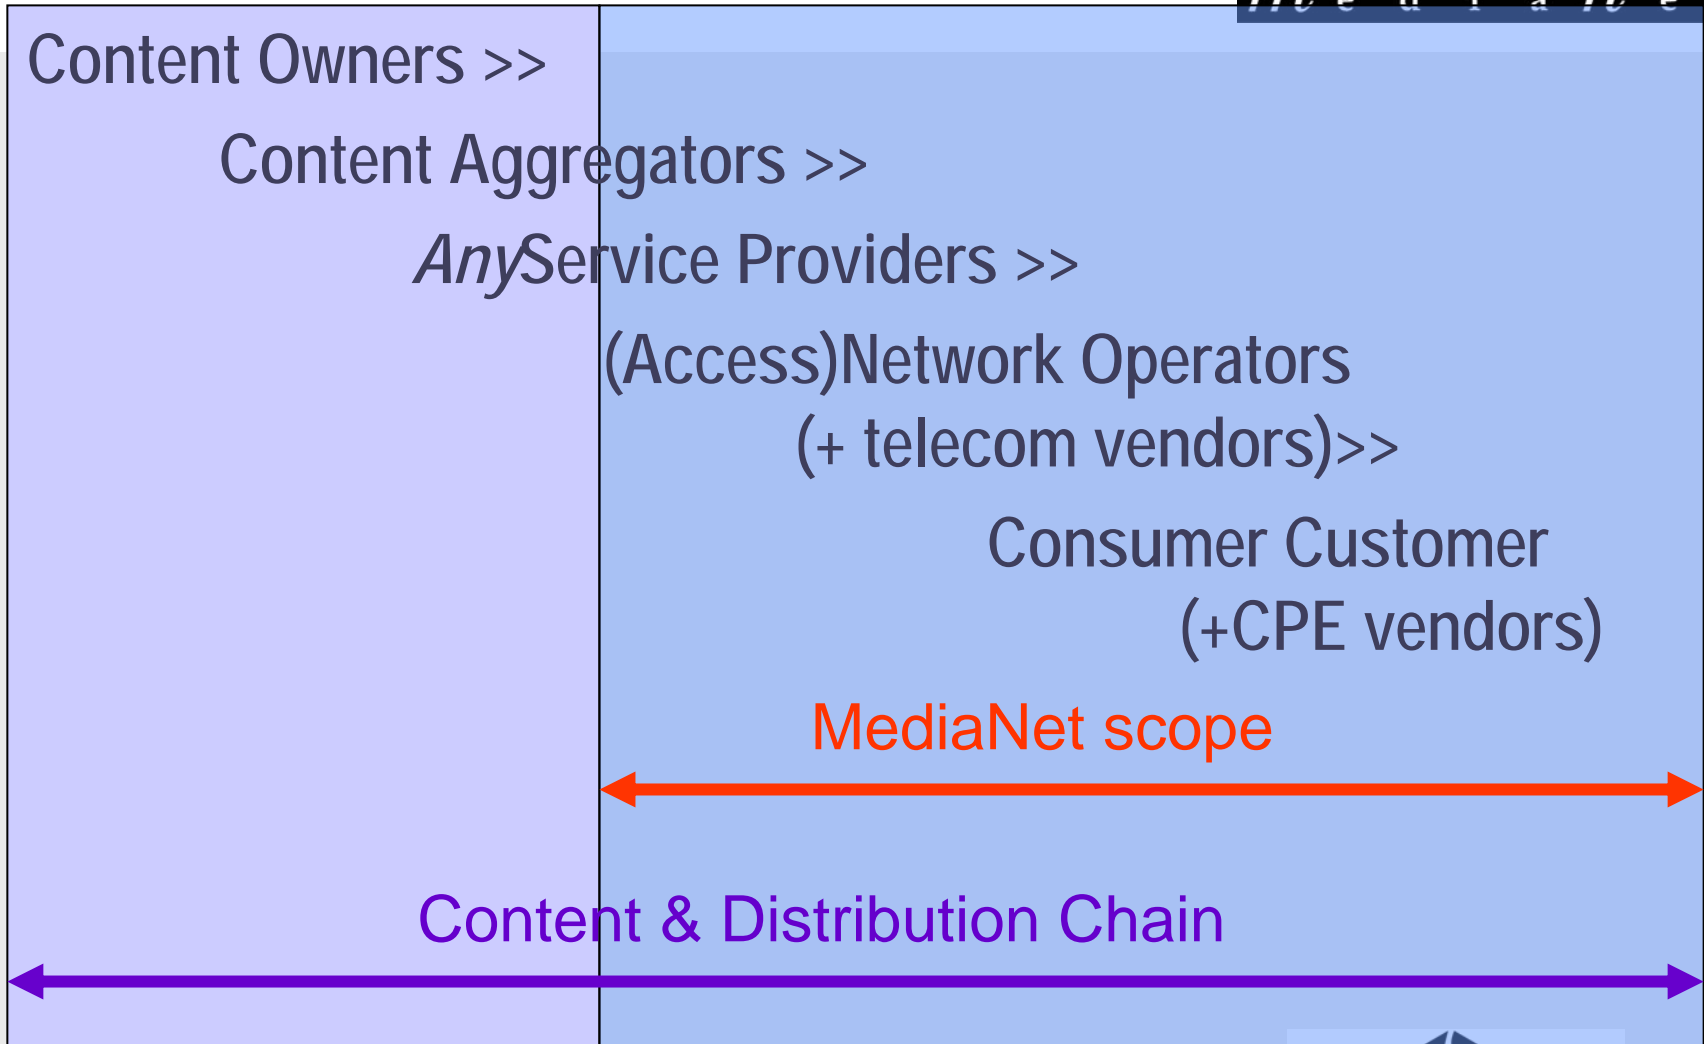 Content Owners >>
Content Aggregators >>
AnyService Providers >>
(Access)Network Operators
(+ telecom vendors)>>
Consumer Customer
(+CPE vendors)
MediaNet scope
Content & Distribution Chain